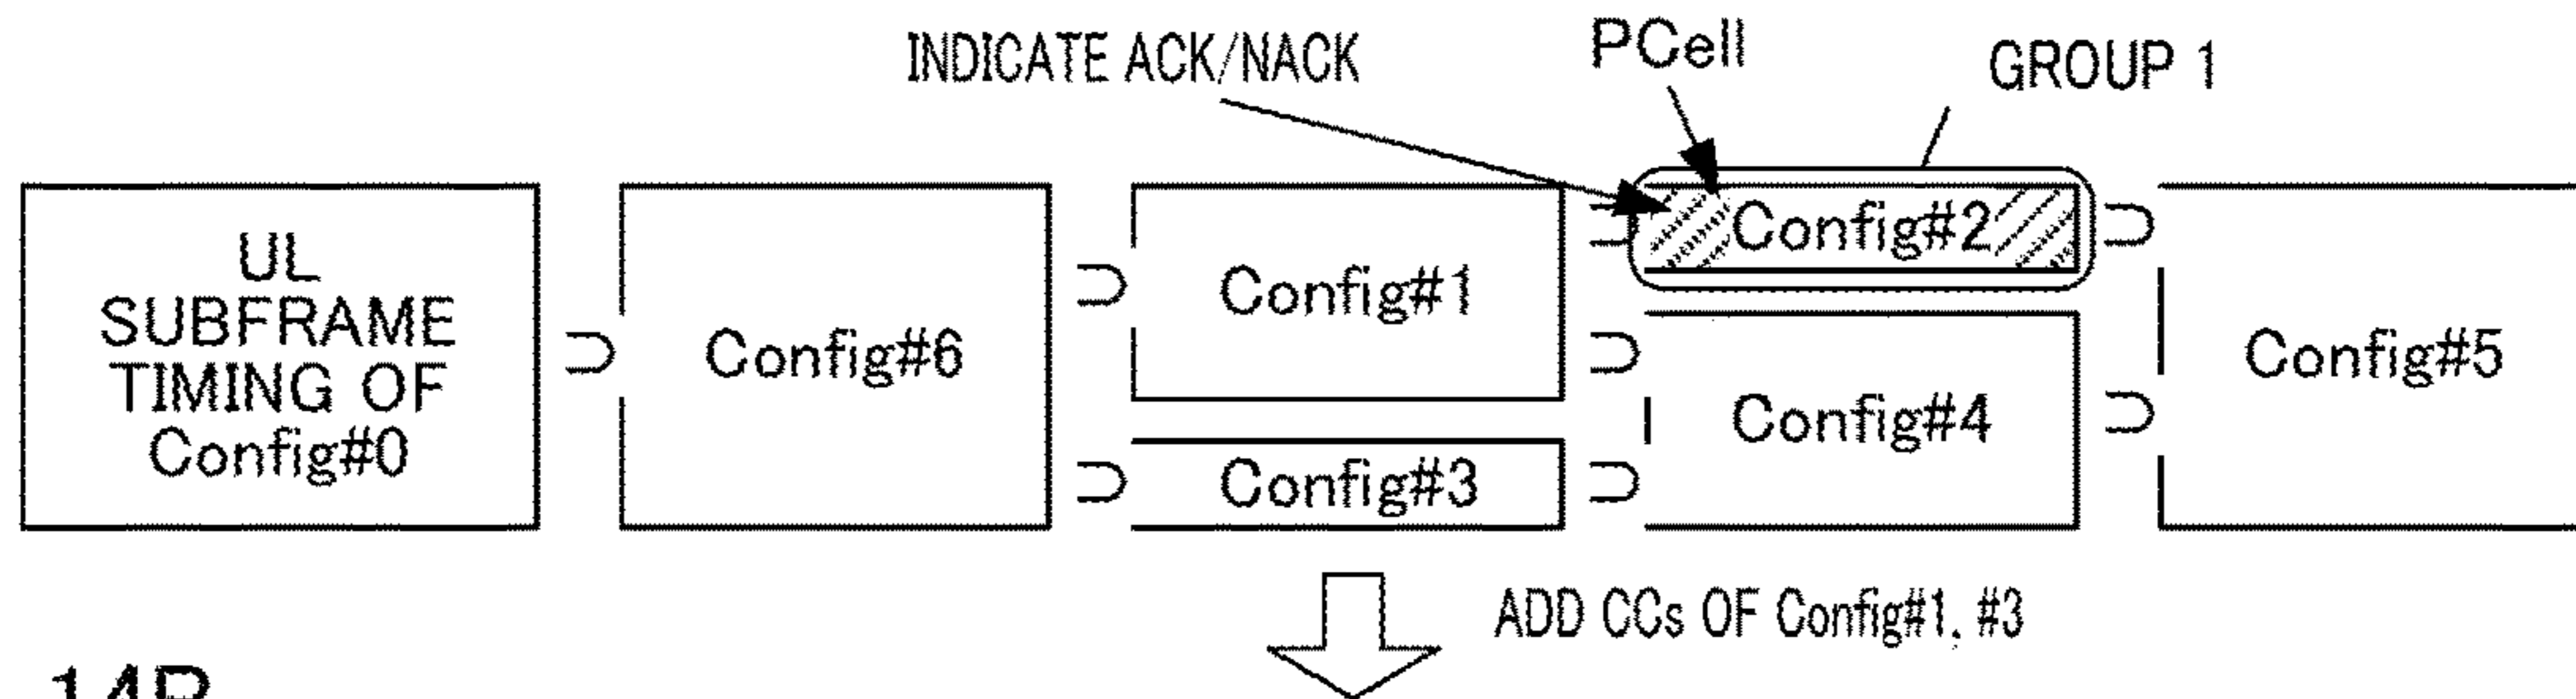 INDICATE ACK/NACK
PCell
GROUP 1
UL
SUBFRAME
TIMING OF
Config#0
⊃
Config#6
⊃
Config#1
⊃
Config#3
⊃
Config#2
⊃
Config#4
⊃
⊃
Config#5
⊃
ADD CCs OF Config#1, #3
14B